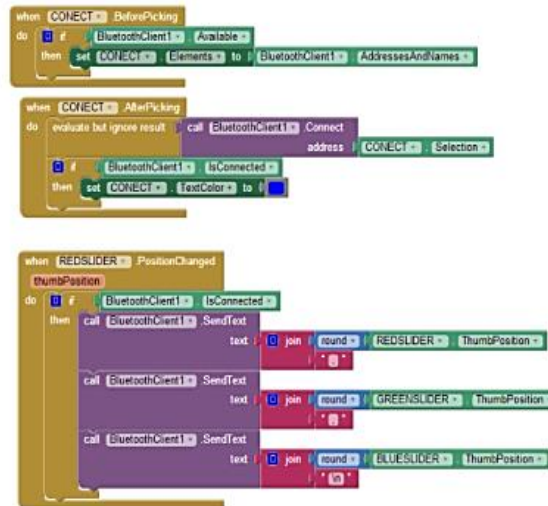 when CONECT .BeforePicking
do if BluetoothClient1 . Available
then set CONECT . Elements to BluetoothClient1 . AddressesAndNames
when CONECT .AfterPicking
do evaluate but ignore result call BluetoothClient1 .Connect
address CONECT . Selection
if BluetoothClient1 . IsConnected
then set CONECT . TextColor to
when REDSLIDER .PositionChanged
thumbPosition
do if BluetoothClient1 . IsConnected
then call BluetoothClient1 .SendText
text join round REDSLIDER . ThumbPosition
call BluetoothClient1 .SendText
text join round GREENSLIDER . ThumbPosition
call BluetoothClient1 .SendText
text join round BLUESLIDER . ThumbPosition
" \n "